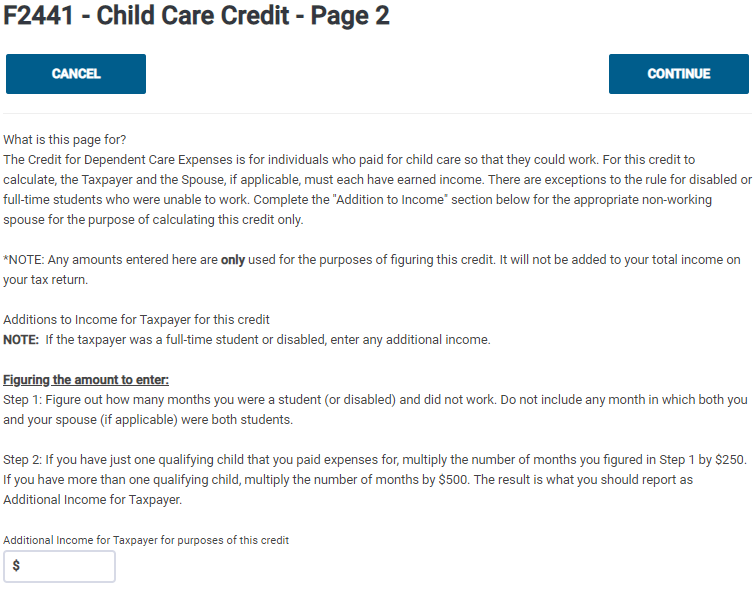 F2441 - Child Care Credit - Page 2
CANCEL
CONTINUE
What is this page for?
The Credit for Dependent Care Expenses is for individuals who paid for child care so that they could work. For this credit to
calculate, the Taxpayer and the Spouse, if applicable, must each have earned income. There are exceptions to the rule for disabled or
full-time students who were unable to work. Complete the "Addition to Income" section below for the appropriate non-working
spouse for the purpose of calculating this credit only.
*NOTE: Any amounts entered here are only used for the purposes of figuring this credit. It will not be added to your total income on
your tax return.
Additions to Income for Taxpayer for this credit
NOTE: If the taxpayer was a full-time student or disabled, enter any additional income.
Figuring the amount to enter:
Step 1: Figure out how many months you were a student (or disabled) and did not work. Do not include any month in which both you
and your spouse (if applicable) were both students.
Step 2: If you have just one qualifying child that you paid expenses for, multiply the number of months you figured in Step 1 by $250.
If you have more than one qualifying child, multiply the number of months by $500. The result is what you should report as
Additional Income for Taxpayer.
Additional Income for Taxpayer for purposes of this credit
$